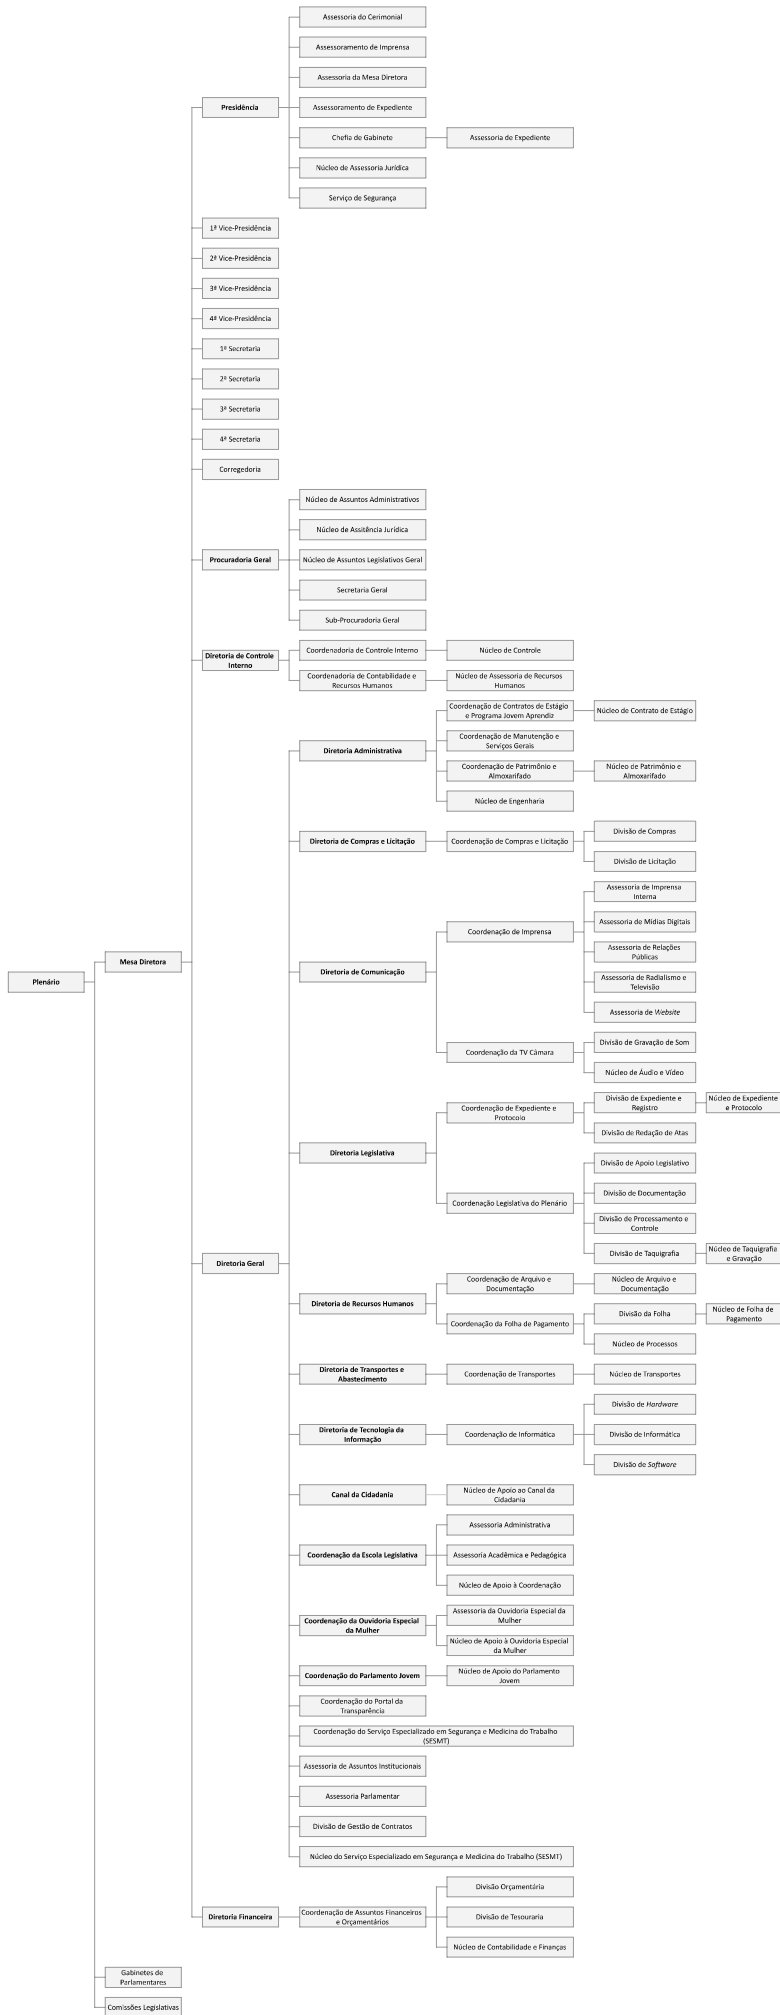 Assessoria do Cerimonial
Assessoramento de Imprensa
Assessoria da Mesa Diretora
Presidência
Assessoramento de Expediente
Chefia de Gabinete
Assessoria de Expediente
Núcleo de Assessoria Jurídica
Serviço de Segurança
1ª Vice-Presidência
2ª Vice-Presidência
3ª Vice-Presidência
4ª Vice-Presidência
1ª Secretaria
2ª Secretaria
3ª Secretaria
4ª Secretaria
Corregedoria
Núcleo de Assuntos Administrativos
Núcleo de Assitência Jurídica
Procuradoria Geral
Núcleo de Assuntos Legislativos Geral
Secretaria Geral
Sub-Procuradoria Geral
Diretoria de Controle
Interno
Coordenadoria de Controle Interno
Núcleo de Controle
Coordenadoria de Contabilidade e
Recursos Humanos
Núcleo de Assessoria de Recursos
Humanos
Coordenação de Contratos de Estágio
e Programa Jovem Aprendiz
Núcleo de Contrato de Estágio
Diretoria Administrativa
Coordenação de Manutenção e
Serviços Gerais
Coordenação de Patrimônio e
Almoxarifado
Núcleo de Patrimônio e
Almoxarifado
Núcleo de Engenharia
Diretoria de Compras e Licitação
Coordenação de Compras e Licitação
Divisão de Compras
Divisão de Licitação
Assessoria de Imprensa
Interna
Coordenação de Imprensa
Assessoria de Mídias Digitais
Assessoria de Relações
Públicas
Mesa Diretora
Diretoria de Comunicação
Plenário
Assessoria de Radialismo e
Televisão
Assessoria de Website
Coordenação da TV Câmara
Divisão de Gravação de Som
Núcleo de Áudio e Vídeo
Coordenação de Expediente e
Protocolo
Divisão de Expediente e
Registro
Núcleo de Expediente
e Protocolo
Divisão de Redação de Atas
Diretoria Legislativa
Divisão de Apoio Legislativo
Coordenação Legislativa do Plenário
Divisão de Documentação
Divisão de Processamento e
Controle
Divisão de Taquigrafia
Núcleo de Taquigrafia
e Gravação
Diretoria Geral
Diretoria de Recursos Humanos
Coordenação de Arquivo e
Documentação
Núcleo de Arquivo e
Documentação
Coordenação da Folha de Pagamento
Divisão da Folha
Núcleo de Folha de
Pagamento
Núcleo de Processos
Diretoria de Transportes e
Abastecimento
Coordenação de Transportes
Núcleo de Transportes
Divisão de Hardware
Diretoria de Tecnologia da
Informação
Coordenação de Informática
Divisão de Informática
Divisão de Software
Canal da Cidadania
Núcleo de Apoio ao Canal da
Cidadania
Assessoria Administrativa
Coordenação da Escola Legislativa
Assessoria Acadêmica e Pedagógica
Núcleo de Apoio à Coordenação
Coordenação da Ouvidoria Especial
da Mulher
Assessoria da Ouvidoria Especial da
Mulher
Núcleo de Apoio à Ouvidoria Especial
da Mulher
Coordenação do Parlamento Jovem
Núcleo de Apoio do Parlamento
Jovem
Coordenação do Portal da
Transparência
Coordenação do Serviço Especializado em Segurança e Medicina do Trabalho
(SESMT)
Assessoria de Assuntos Institucionais
Assessoria Parlamentar
Divisão de Gestão de Contratos
Núcleo do Serviço Especializado em Segurança e Medicina do Trabalho (SESMT)
Divisão Orçamentária
Diretoria Financeira
Coordenação de Assuntos Financeiros
e Orçamentários
Divisão de Tesouraria
Núcleo de Contabilidade e Finanças
Gabinetes de
Parlamentares
Comissões Legislativas